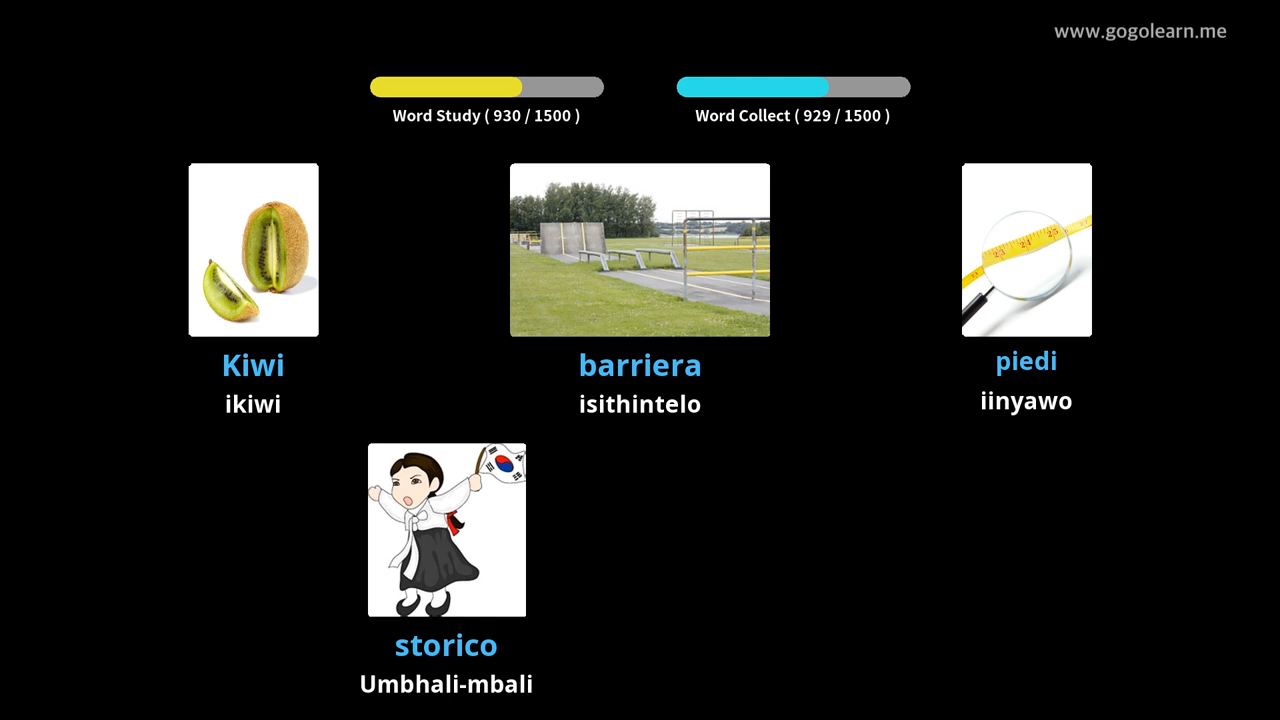 www.gogolearn.me
Word Study ( 930 / 1500 )
Word Collect ( 929 / 1500 )
Kiwi
ikiwi
barriera
isithintelo
piedi
iinyawo
storico
Umbhali-mbali